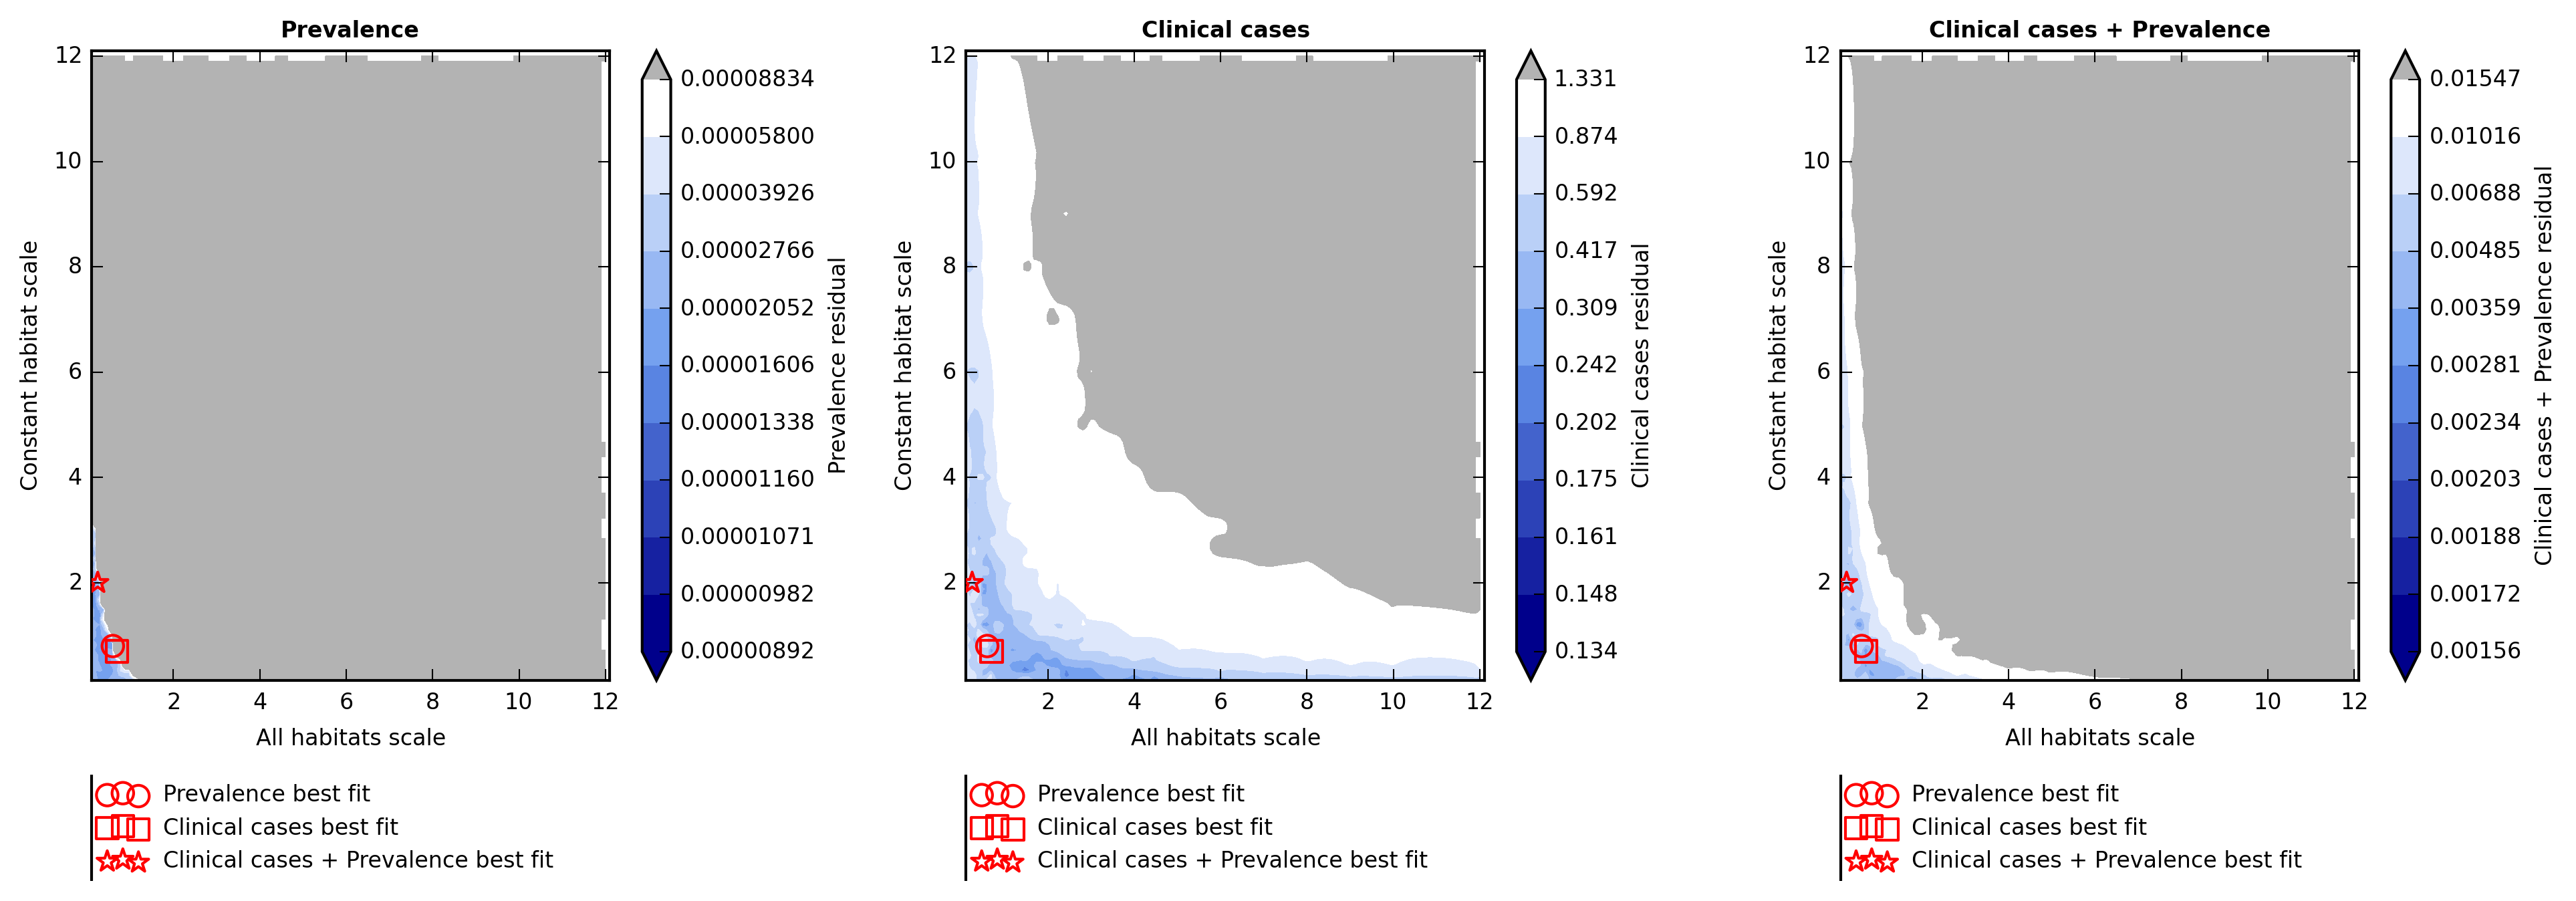 Prevalence
12
10
8
6
4
2
Constant habitat scale
2 4 6 8 10 12
All habitats scale
0.00008834
0.00005800
0.00003926
0.00002766
0.00002052
0.00001606
0.00001338
0.00001160
0.00001071
0.00000982
0.00000892
Prevalence residual
Prevalence best fit
Clinical cases best fit
Clinical cases + Prevalence best fit
Clinical cases
12
10
8
6
4
2
Constant habitat scale
2 4 6 8 10 12
All habitats scale
1.331
0.874
0.592
0.417
0.309
0.242
0.202
0.175
0.161
0.148
0.134
Clinical cases residual
Prevalence best fit
Clinical cases best fit
Clinical cases + Prevalence best fit
Clinical cases + Prevalence
12
10
8
6
4
2
Constant habitat scale
2 4 6 8 10 12
All habitats scale
0.01547
0.01016
0.00688
0.00485
0.00359
0.00281
0.00234
0.00203
0.00188
0.00172
0.00156
Clinical cases + Prevalence residual
Prevalence best fit
Clinical cases best fit
Clinical cases + Prevalence best fit